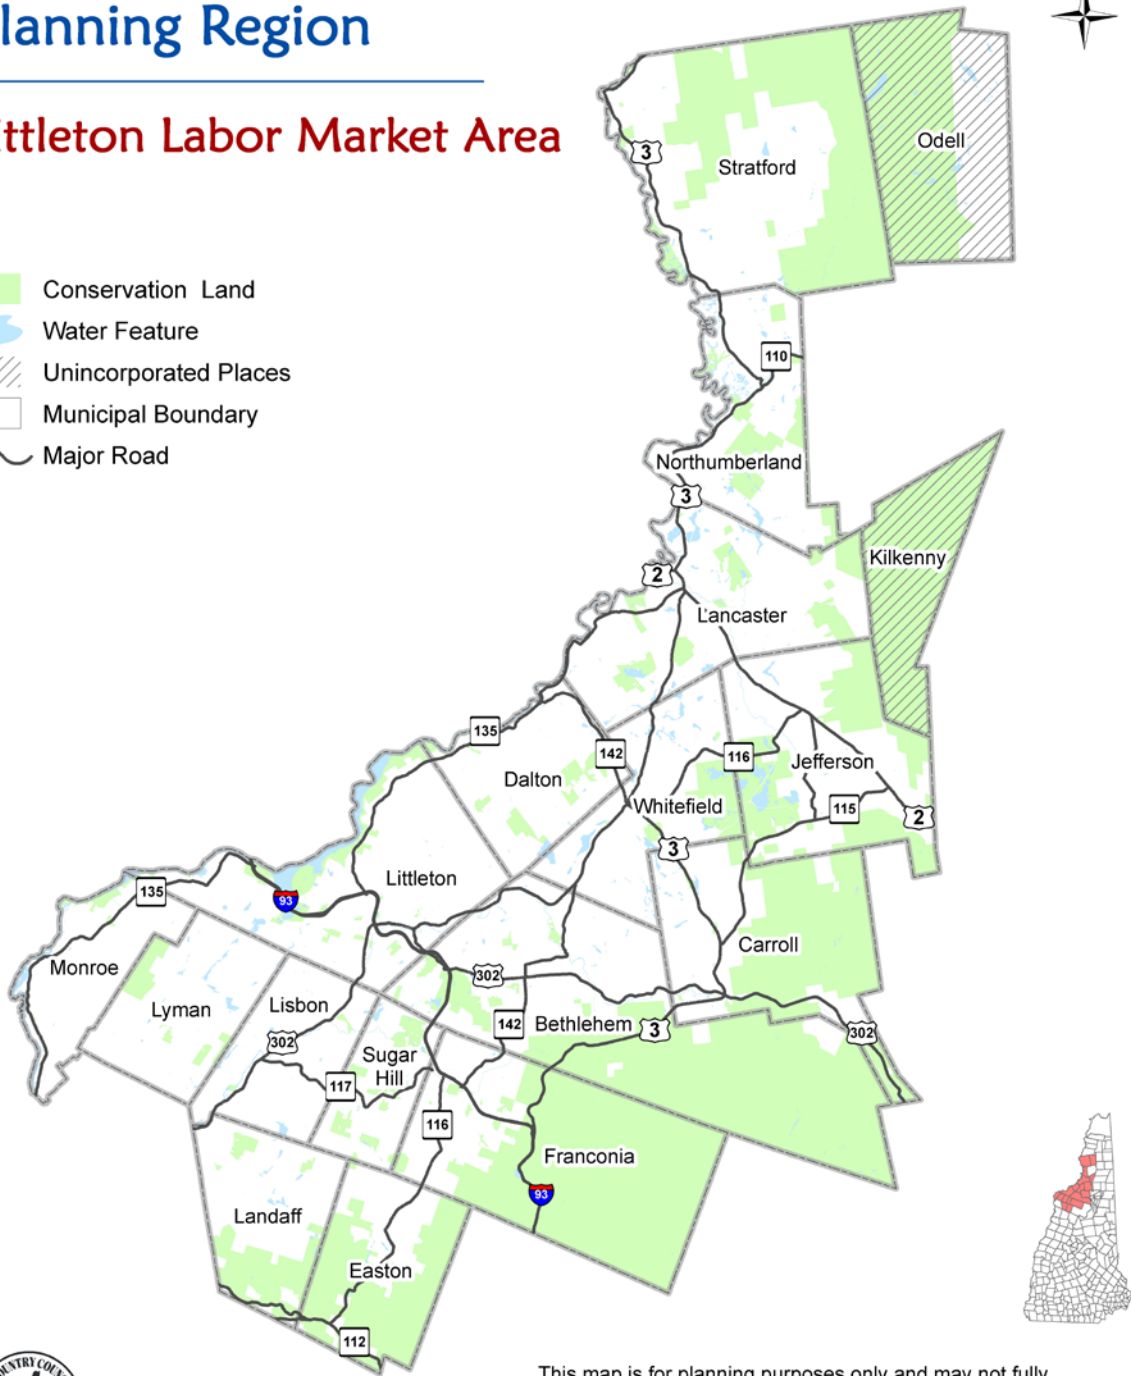 lanning Region
ittleton Labor Market Area
Conservation Land
Water Feature
Unincorporated Places
Municipal Boundary
Major Road
Odell
3
Stratford
110
Northumberland
3
Kilkenny
2
Lancaster
135
142
116
Jefferson
Dalton
Whitefield
115
2
3
Littleton
135
93
Carroll
Monroe
302
Lyman
Lisbon
142
Bethlehem
3
302
302
Sugar
Hill
117
116
Franconia
93
Landaff
Easton
112
UNTRY COUN
This map is for planning purposes only and may not fully